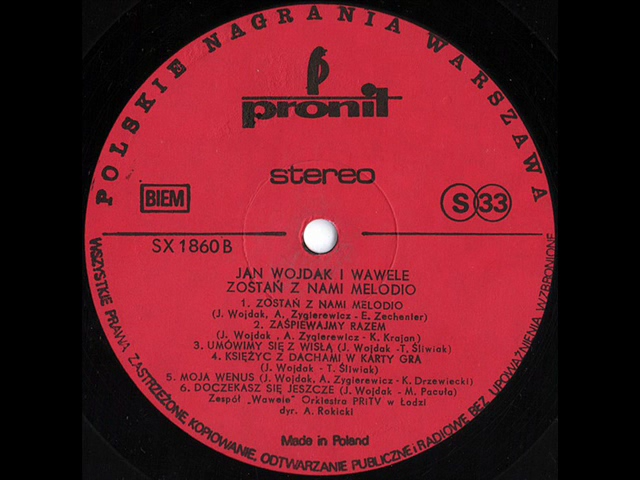 POLSKIE NAGRANIA WARSZAWA
pronit
stereo
BIEM
S 33
SX 1860 B
JAN WOJDAK I WAWELE
ZOSTAŃ Z NAMI MELODIO
1. ZOSTAŃ Z NAMI MELODIO
(J. Wojdak, A. Zygierewicz - E. Zechenter)
2. ZAŚPIEWAJMY RAZEM
(J. Wojdak , A. Zygierewicz - K. Krajan)
3. UMÓWIMY SIĘ Z WISŁĄ (J. Wojdak -T. Śliwiak)
4. KSIĘŻYC Z DACHAMI W KARTY GRA
(J. Wojdak - T. Śliwiak)
5. MOJA WENUS (J. Wojdak, A. Zygierewicz - K. Drzewiecki)
6. DOCZEKASZ SIĘ JESZCZE (J. Wojdak - M. Pacuła)
Zespół „Wawele" Orkiestra PRiTV w Łodzi
dyr. A. Rokicki
Made in Poland
WSZYSTKIE PRAWA ZASTRZEŻONE. KOPIOWANIE, ODTWARZANIE PUBLICZNE i RADIOWE BEZ UPOWAŻNIENIA WZBRONIONE